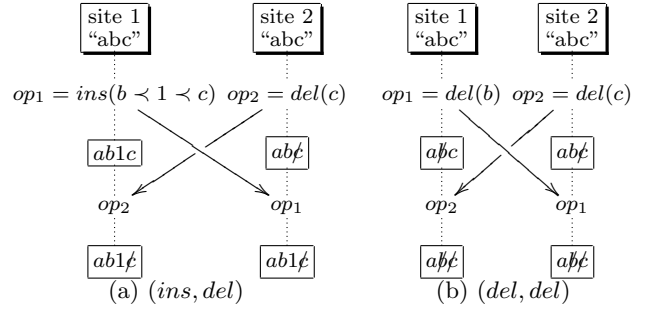 site 1 site 2 site 1 site 2
“abc” “abc” “abc” “abc”
op₁ = ins(b ≺ 1 ≺ c) op₂ = del(c) op₁ = del(b) op₂ = del(c)
ab1c abc̸ ab̸c abc̸
op₂ op₁ op₂ op₁
ab1c̸ ab1c̸ ab̸c̸ ab̸c̸
(a) (ins, del) (b) (del, del)